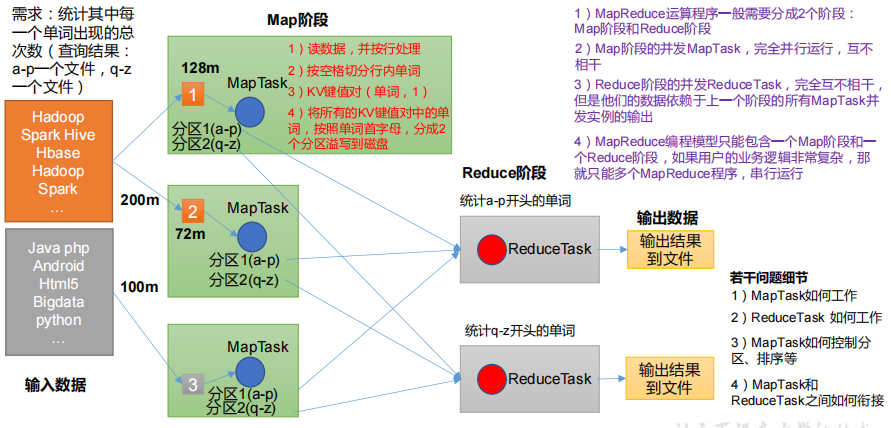 需求：统计其中每
一个单词出现的总
次数（查询结果：
a-p一个文件，q-z
一个文件）
Hadoop
Spark Hive
Hbase
Hadoop
Spark
...
200m
Java php
Android
Html5
Bigdata
python
...
100m
输入数据
Map阶段
128m
1
MapTask
分区1(a-p)
分区2(q-z)
1）读数据，并按行处理
2）按空格切分行内单词
3）KV键值对（单词，1）
4）将所有的KV键值对中的单
词，按照单词首字母，分成2
个分区溢写到磁盘
2
72m
MapTask
分区1(a-p)
分区2(q-z)
MapTask
3
分区1(a-p)
分区2(q-z)
Reduce阶段
统计a-p开头的单词
ReduceTask
统计q-z开头的单词
ReduceTask
输出数据
输出结果
到文件
输出结果
到文件
1）MapReduce运算程序一般需要分成2个阶段：
Map阶段和Reduce阶段
2）Map阶段的并发MapTask，完全并行运行，互不
相干
3）Reduce阶段的并发ReduceTask，完全互不相干，
但是他们的数据依赖于上一个阶段的所有MapTask并
发实例的输出
4）MapReduce编程模型只能包含一个Map阶段和一
个Reduce阶段，如果用户的业务逻辑非常复杂，那
就只能多个MapReduce程序，串行运行
若干问题细节
1）MapTask如何工作
2）ReduceTask 如何工作
3）MapTask如何控制分
区、排序等
4）MapTask和
ReduceTask之间如何衔接